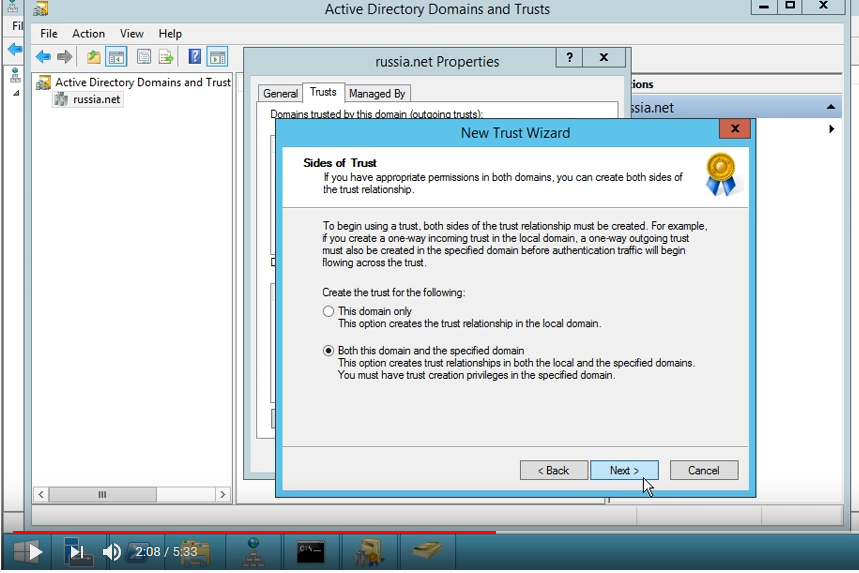 Active Directory Domains and Trusts
Fil
File Action View Help
russia.net Properties
? X
Active Directory Domains and Trust
russia.net
General Trusts Managed By
Domains trusted by this domain (outgoing trusts):
ions
ssia.net
New Trust Wizard
X
Sides of Trust
If you have appropriate permissions in both domains, you can create both sides of
the trust relationship.
To begin using a trust, both sides of the trust relationship must be created. For example,
if you create a one-way incoming trust in the local domain, a one-way outgoing trust
must also be created in the specified domain before authentication traffic will begin
flowing across the trust.
Create the trust for the following:
This domain only
This option creates the trust relationship in the local domain.
Both this domain and the specified domain
This option creates trust relationships in both the local and the specified domains.
You must have trust creation privileges in the specified domain.
< Back Next > Cancel
2:08 / 5:33